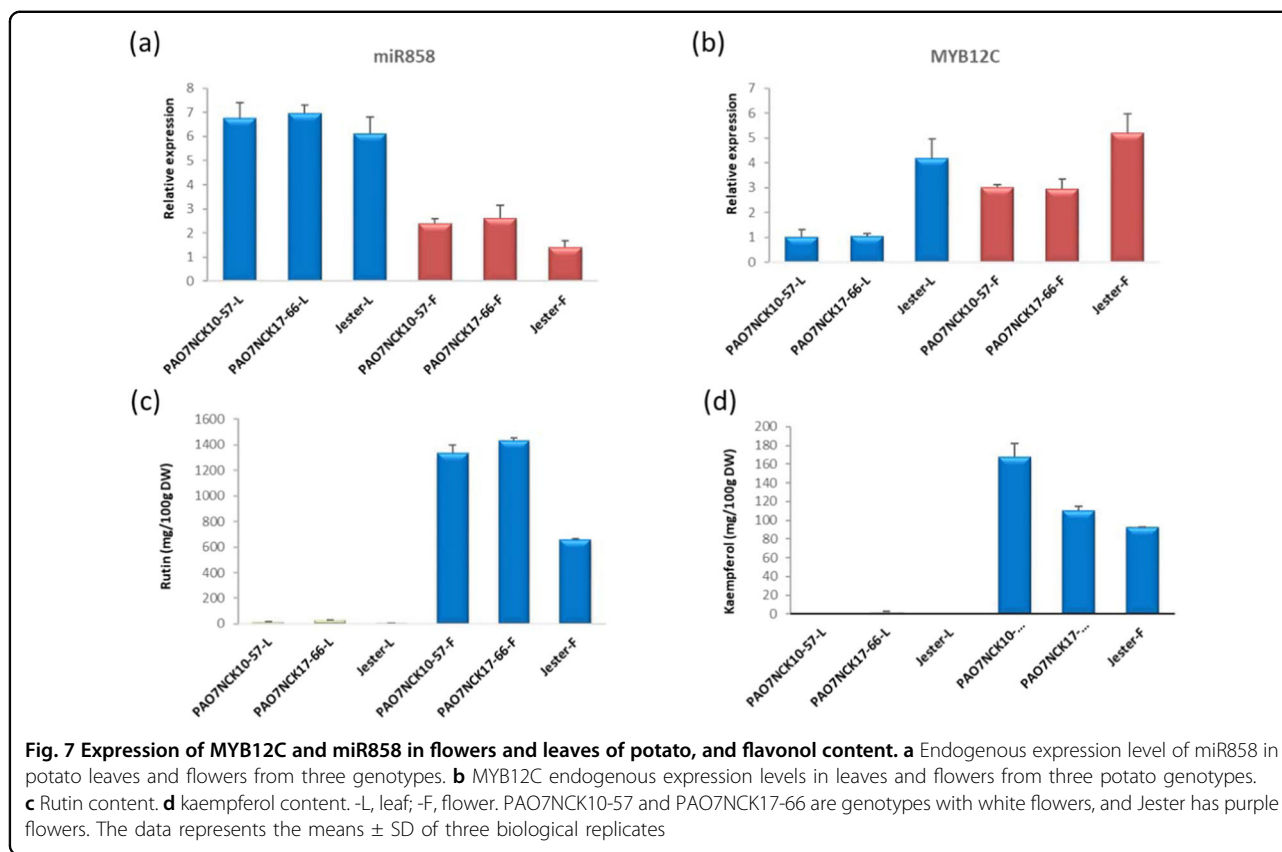 (a)
miR858
Relative expression
8
7
6
5
4
3
2
1
0
PAO7NCK10-57-L
PAO7NCK17-66-L
Jester-L
PAO7NCK10-57-F
PAO7NCK17-66-F
Jester-F
(b)
MYB12C
Relative expression
7
6
5
4
3
2
1
0
PAO7NCK10-57-L
PAO7NCK17-66-L
Jester-L
PAO7NCK10-57-F
PAO7NCK17-66-F
Jester-F
(c)
Rutin (mg/100g DW)
1600
1400
1200
1000
800
600
400
200
0
PAO7NCK10-57-L
PAO7NCK17-66-L
Jester-L
PAO7NCK10-57-F
PAO7NCK17-66-F
Jester-F
(d)
Kaempferol (mg/100g DW)
200
180
160
140
120
100
80
60
40
20
0
PAO7NCK10-57-L
PAO7NCK17-66-L
Jester-L
PAO7NCK10-...
PAO7NCK17-...
Jester-F
Fig. 7 Expression of MYB12C and miR858 in flowers and leaves of potato, and flavonol content. a Endogenous expression level of miR858 in
potato leaves and flowers from three genotypes. b MYB12C endogenous expression levels in leaves and flowers from three potato genotypes.
c Rutin content. d kaempferol content. -L, leaf; -F, flower. PAO7NCK10-57 and PAO7NCK17-66 are genotypes with white flowers, and Jester has purple
flowers. The data represents the means ± SD of three biological replicates